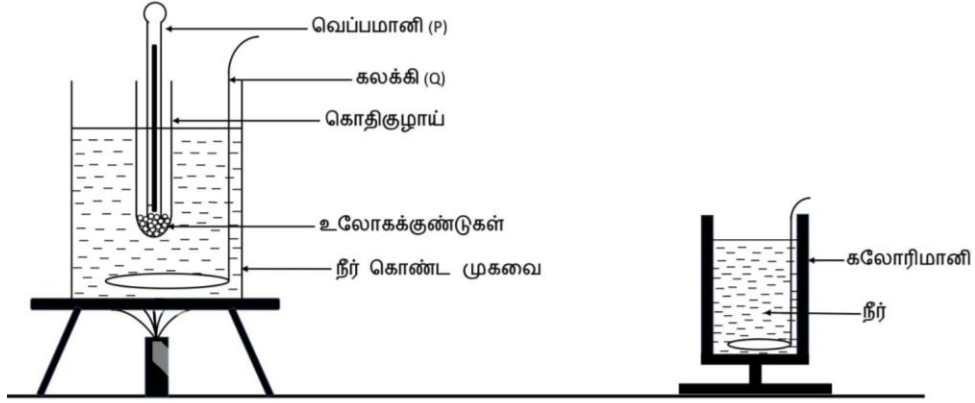 வெப்பமானி (P)
கலக்கி (Q)
கொதிகுழாய்
உலோகக்குண்டுகள்
நீர் கொண்ட முகவை
கலோரிமானி
நீர்